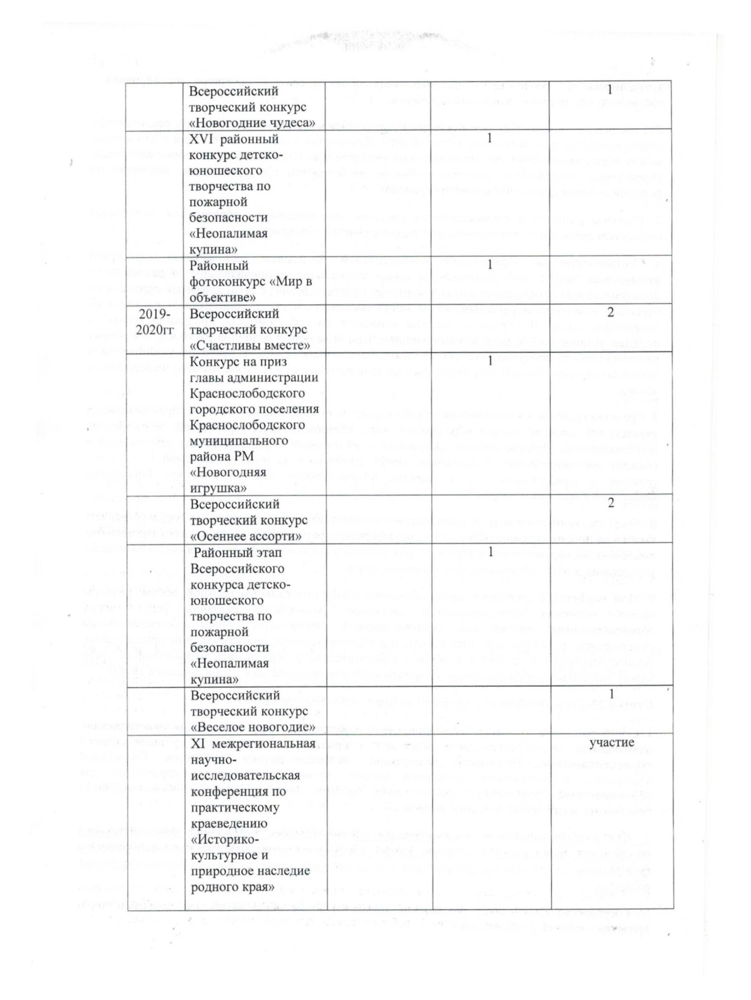 Всероссийский
творческий конкурс
«Новогодние чудеса»
1
XVI районный
конкурс детско-
юношеского
творчества по
пожарной
безопасности
«Неопалимая
купина»
1
Районный
фотоконкурс «Мир в
объективе»
1
2019-
2020гг
Всероссийский
творческий конкурс
«Счастливы вместе»
2
Конкурс на приз
главы администрации
Краснослободского
городского поселения
Краснослободского
муниципального
района РМ
«Новогодняя
игрушка»
1
Всероссийский
творческий конкурс
«Осеннее ассорти»
2
Районный этап
Всероссийского
конкурса детско-
юношеского
творчества по
пожарной
безопасности
«Неопалимая
купина»
1
Всероссийский
творческий конкурс
«Веселое новогодие»
1
XI межрегиональная
научно-
исследовательская
конференция по
практическому
краеведению
«Историко-
культурное и
природное наследие
родного края»
участие